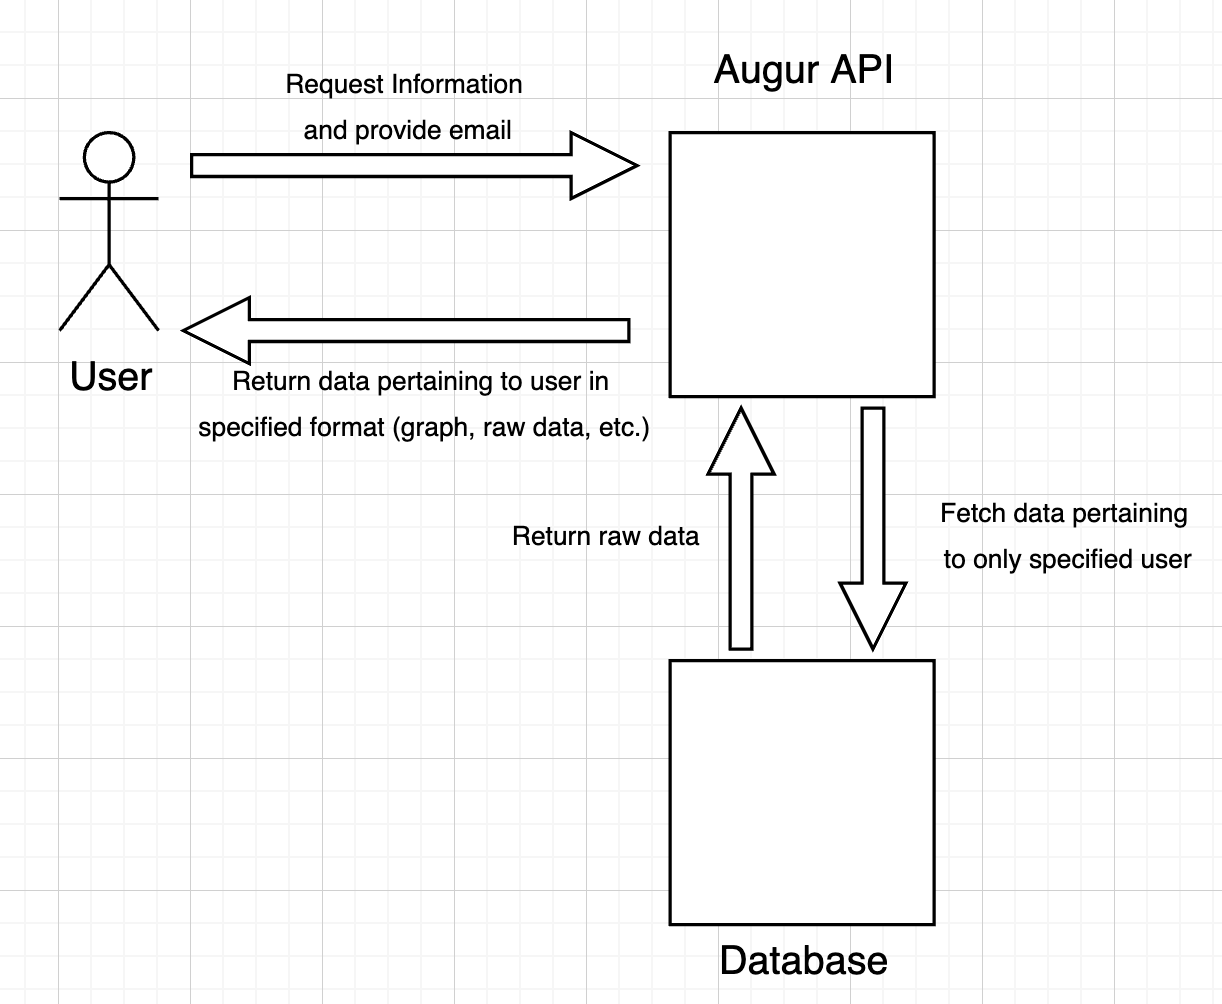 Augur API
Request Information
and provide email
User
Return data pertaining to user in
specified format (graph, raw data, etc.)
Return raw data
Fetch data pertaining
to only specified user
Database